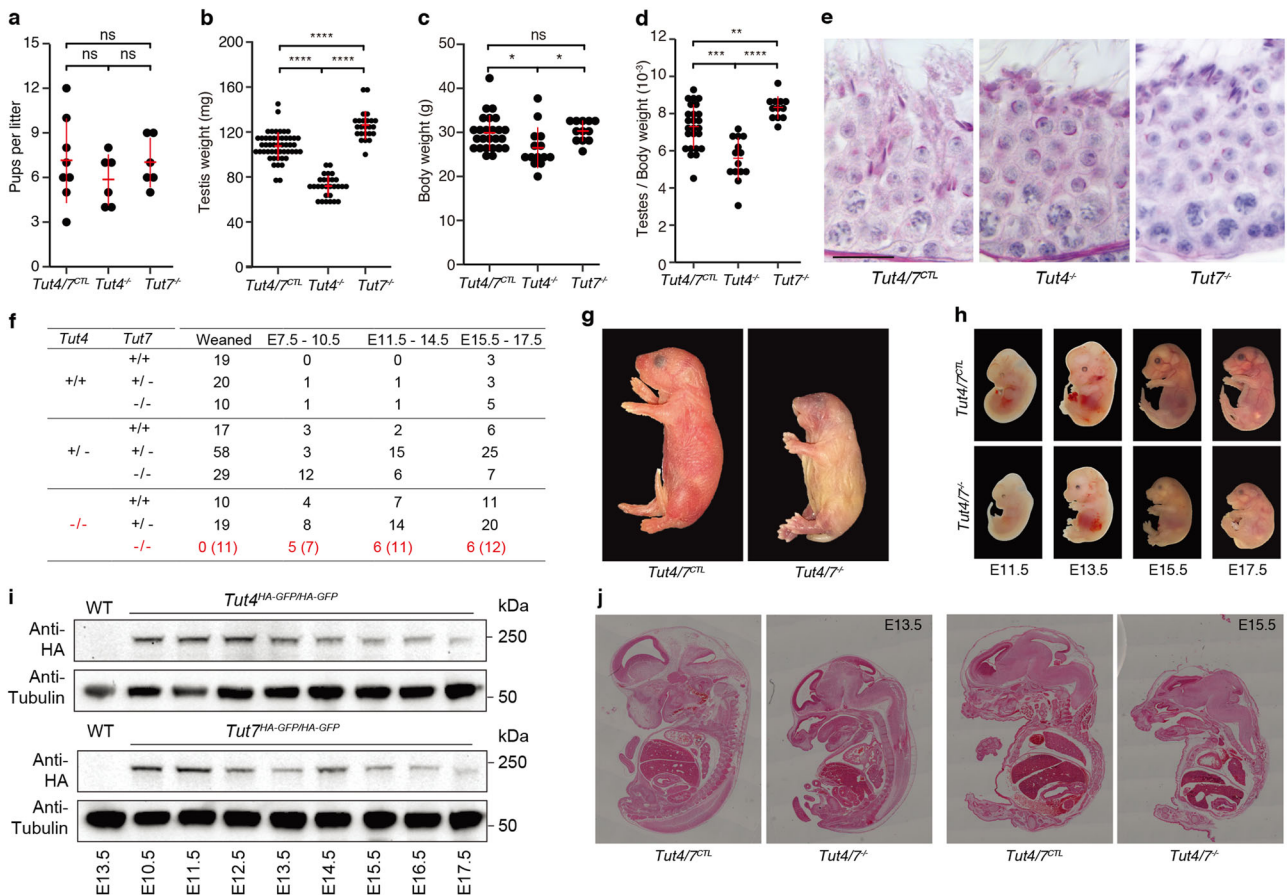 a
Pups per litter
15
12
9
6
3
0
ns
ns ns
Tut4/7CTL Tut4-/- Tut7-/-
b
Testis weight (mg)
200
160
120
80
40
0
****
**** ****
Tut4/7CTL Tut4-/- Tut7-/-
c
Body weight (g)
60
50
40
30
20
10
0
ns
* *
Tut4/7CTL Tut4-/- Tut7-/-
d
Testes / Body weight (10-3)
12
10
8
6
4
2
0
**
*** ****
Tut4/7CTL Tut4-/- Tut7-/-
e
Tut4/7CTL Tut4-/- Tut7-/-
f
Tut4 Tut7 Weaned E7.5 - 10.5 E11.5 - 14.5 E15.5 - 17.5
+/+ 19 0 0 3
+/+ +/- 20 1 1 3
-/- 10 1 1 5
+/+ 17 3 2 6
+/- +/- 58 3 15 25
-/- 29 12 6 7
+/+ 10 4 7 11
-/- +/- 19 8 14 20
-/- 0 (11) 5 (7) 6 (11) 6 (12)
g
Tut4/7CTL Tut4/7-/-
h
Tut4/7CTL
Tut4/7-/-
E11.5 E13.5 E15.5 E17.5
i
WT Tut4HA-GFP/HA-GFP kDa
Anti-
HA
250
Anti-
Tubulin
50
WT Tut7HA-GFP/HA-GFP kDa
Anti-
HA
250
Anti-
Tubulin
50
E13.5 E10.5 E11.5 E12.5 E13.5 E14.5 E15.5 E16.5 E17.5
j
E13.5 E15.5
Tut4/7CTL Tut4/7-/- Tut4/7CTL Tut4/7-/-